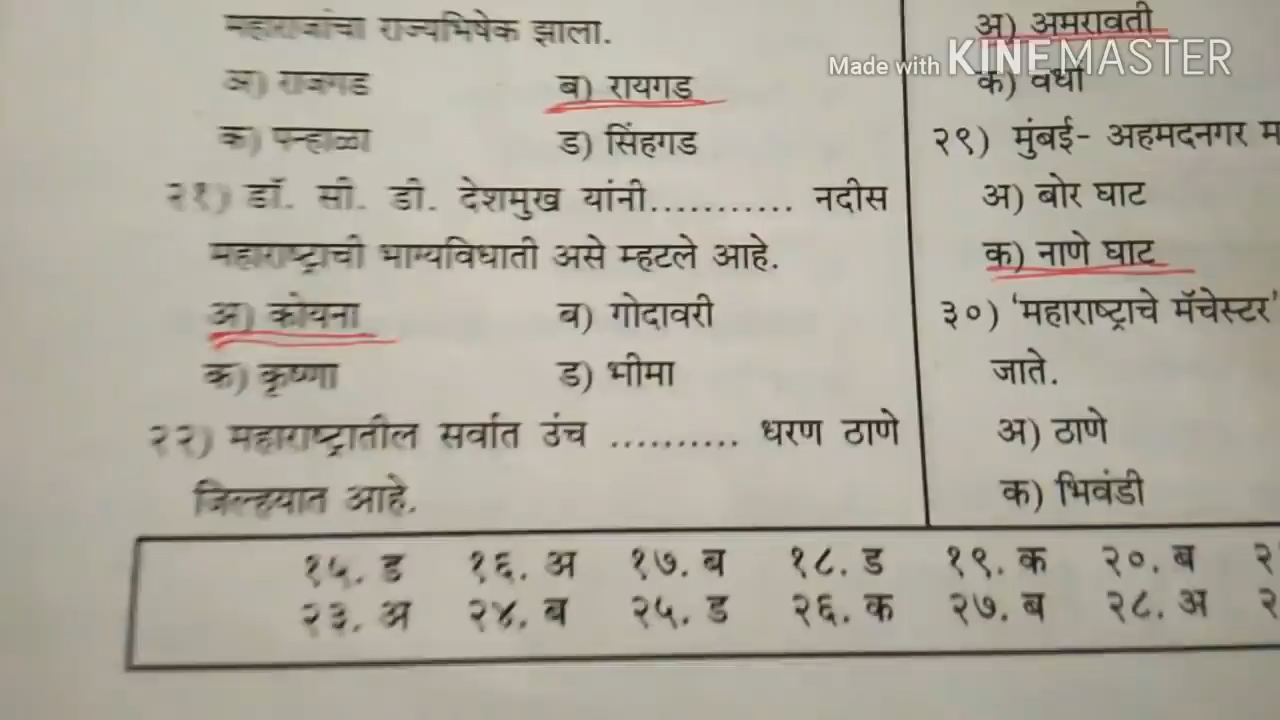 महाराजांचा राज्यभिषेक झाला.
अ) राजगड ब) रायगड
क) पन्हाळा ड) सिंहगड
२१) डॉ. सी. डी. देशमुख यांनी........... नदीस
महाराष्ट्राची भाग्यविधाती असे म्हटले आहे.
अ) कोयना ब) गोदावरी
क) कृष्णा ड) भीमा
२२) महाराष्ट्रातील सर्वात उंच .......... धरण ठाणे
जिल्हयात आहे.
अ) अमरावती
Made with KINEMASTER
क) वर्धा
२९) मुंबई- अहमदनगर
अ) बोर घाट
क) नाणे घाट
३०) 'महाराष्ट्राचे मॅचेस्टर'
जाते.
अ) ठाणे
क) भिवंडी
१५. ड १६. अ १७. ब १८. ड १९. क २०. ब
२३. अ २४. ब २५. ड २६. क २७. ब २८. अ